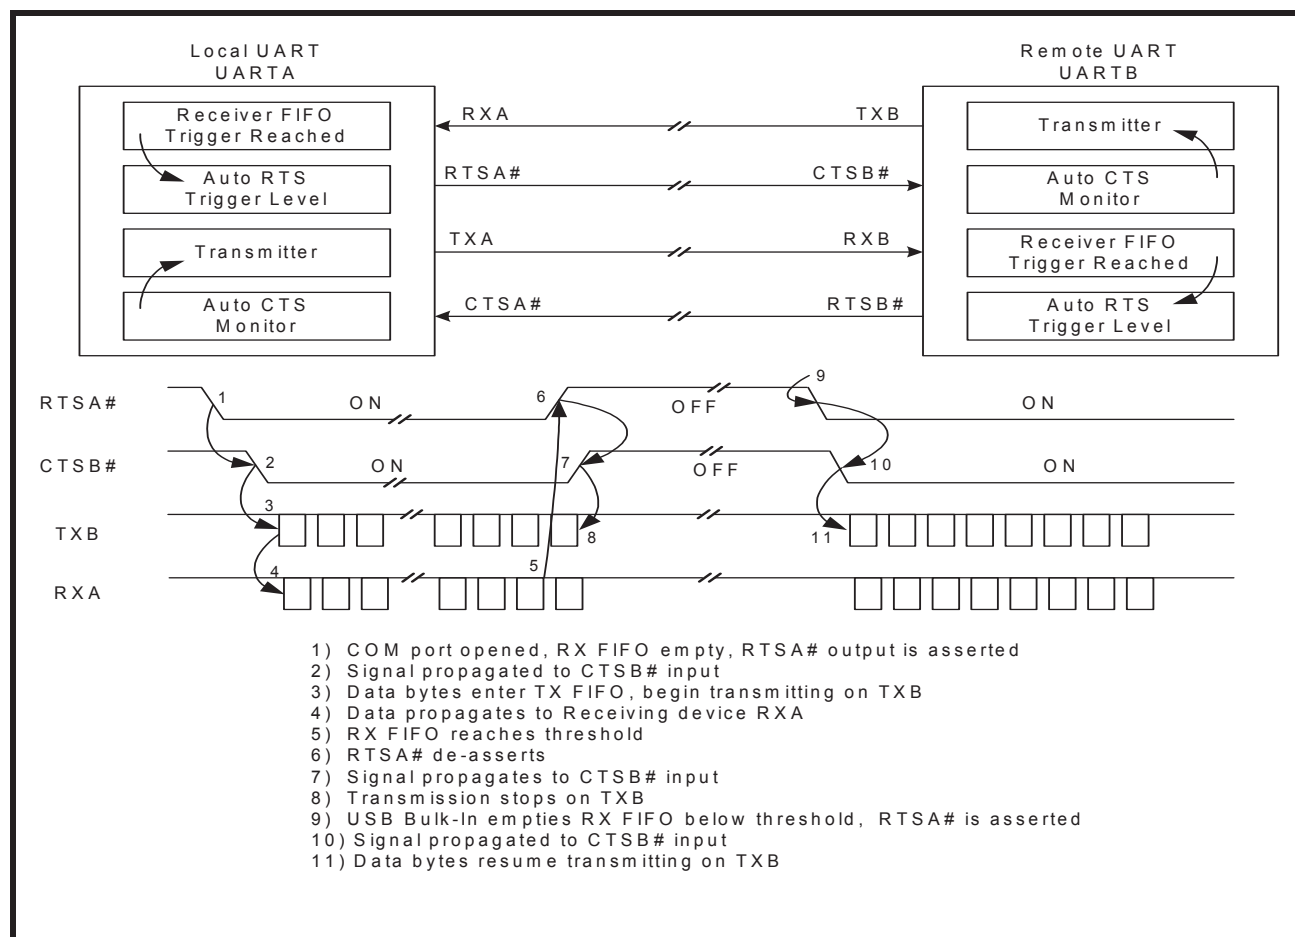 Local UART
UARTA
Remote UART
UARTB
Receiver FIFO
Trigger Reached
Auto RTS
Trigger Level
Transmitter
Auto CTS
Monitor
RXA
TXB
RTSA#
CTSB#
TXA
RXB
CTSA#
RTSB#
Transmitter
Auto CTS
Monitor
Receiver FIFO
Trigger Reached
Auto RTS
Trigger Level
RTSA#
1
ON
6
OFF
9
ON
CTSB#
2
ON
7
OFF
10
ON
TXB
3
8
11
RXA
4
5
1) COM port opened, RX FIFO empty, RTSA# output is asserted
2) Signal propagated to CTSB# input
3) Data bytes enter TX FIFO, begin transmitting on TXB
4) Data propagates to Receiving device RXA
5) RX FIFO reaches threshold
6) RTSA# de-asserts
7) Signal propagates to CTSB# input
8) Transmission stops on TXB
9) USB Bulk-In empties RX FIFO below threshold, RTSA# is asserted
10) Signal propagated to CTSB# input
11) Data bytes resume transmitting on TXB